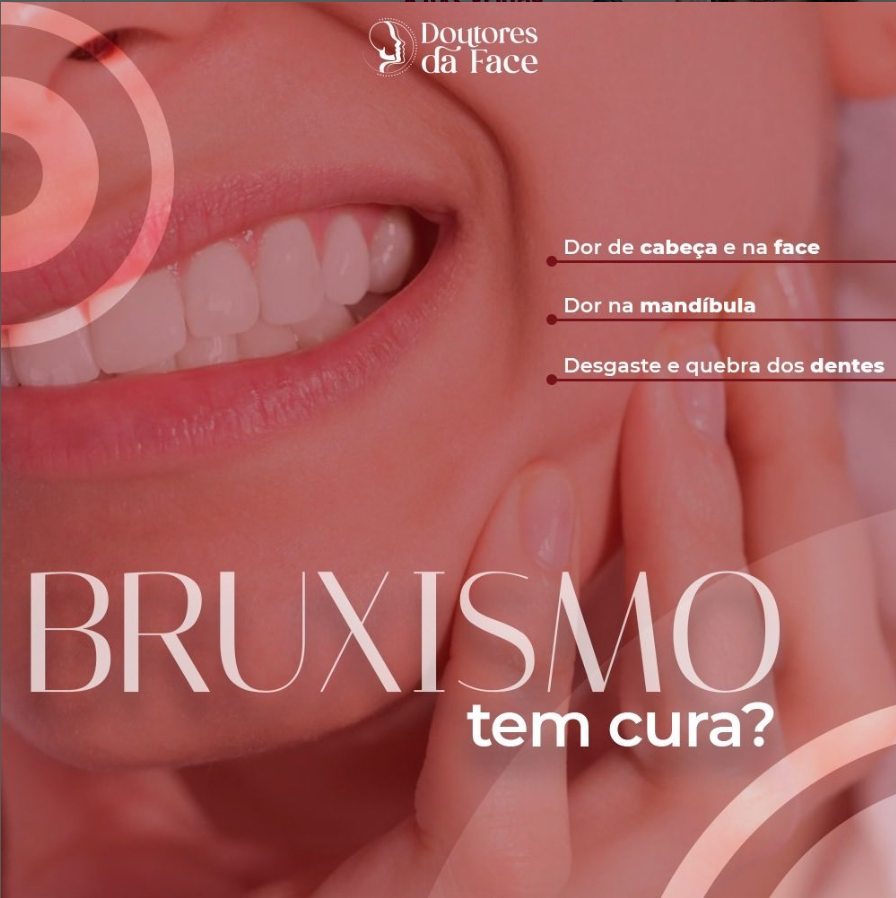 Doutores
da Face
Dor de cabeça e na face
Dor na mandíbula
Desgaste e quebra dos dentes
BRUXISMO
tem cura?